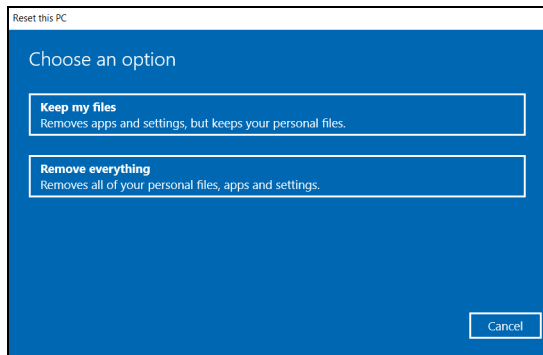 Reset this PC
Choose an option
Keep my files
Removes apps and settings, but keeps your personal files.
Remove everything
Removes all of your personal files, apps and settings.
Cancel